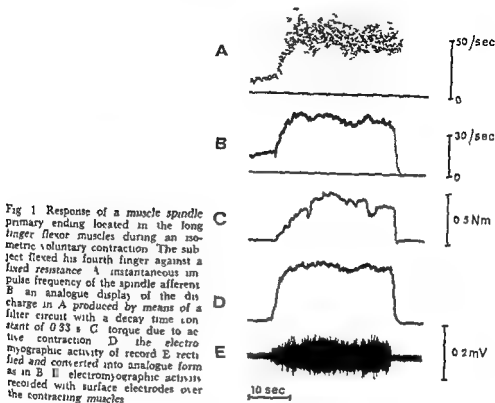 A
50/sec
0
B
30/sec
0
C
0 5 Nm
D
E
0 2 mV
10 sec
Fig 1 Response of a muscle spindle
primary ending located in the long
finger flexor muscles during an iso-
metric voluntary contraction The sub
ject flexed his fourth finger against a
fixed resistance A instantaneous im
pulse frequency of the spindle afferent
B an analogue display of the dis
charge in A produced by means of a
filter circuit with a decay time con
stant of 0 33 s C torque due to ac
tive contraction D the electro
myographic activity of record E recti
fied and converted into analogue form
as in B E electromyographic activity
recorded with surface electrodes over
the contracting muscles